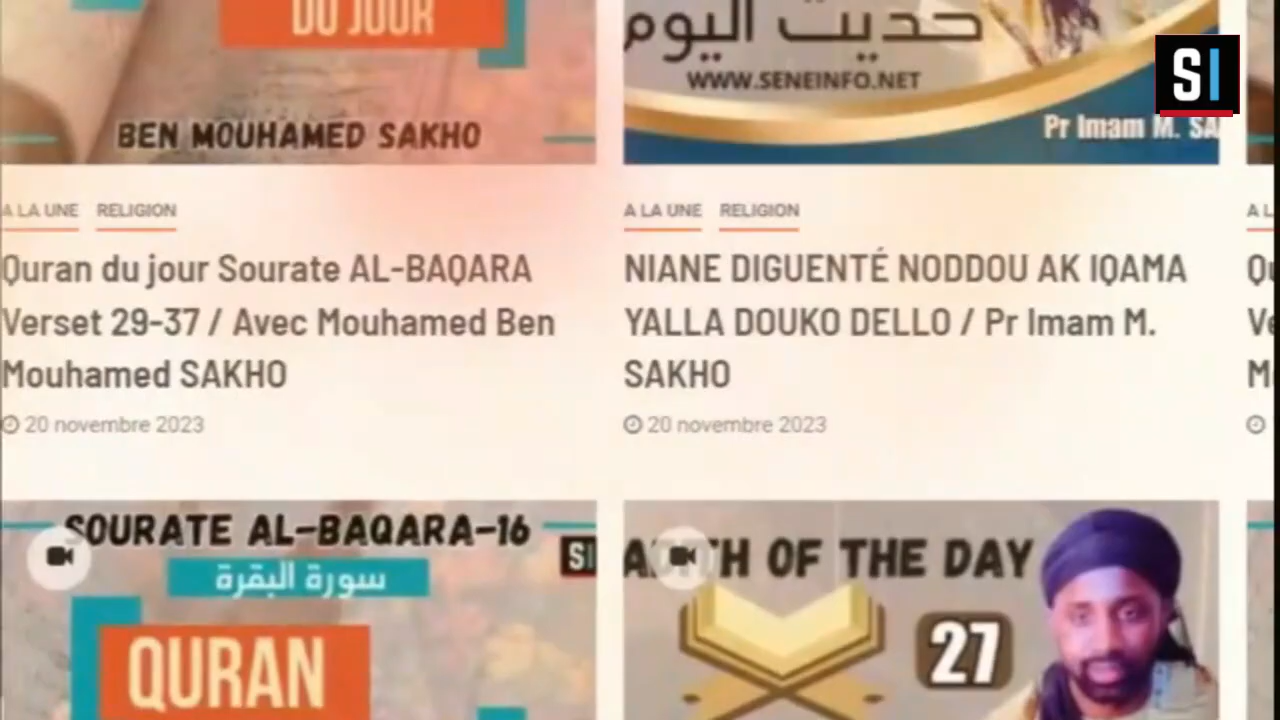 DU JOUR
BEN MOUHAMED SAKHO
حديث اليوم
WWW.SENEINFO.NET
Pr Imam M. SA
SI
A LA UNE RELIGION
Quran du jour Sourate AL-BAQARA
Verset 29-37 / Avec Mouhamed Ben
Mouhamed SAKHO
20 novembre 2023
A LA UNE RELIGION
NIANE DIGUENTÉ NODDOU AK IQAMA
YALLA DOUKO DELLO / Pr Imam M.
SAKHO
20 novembre 2023
SOURATE AL-BAQARA-16
سورة البقرة
SI
QURAN
OF THE DAY
27